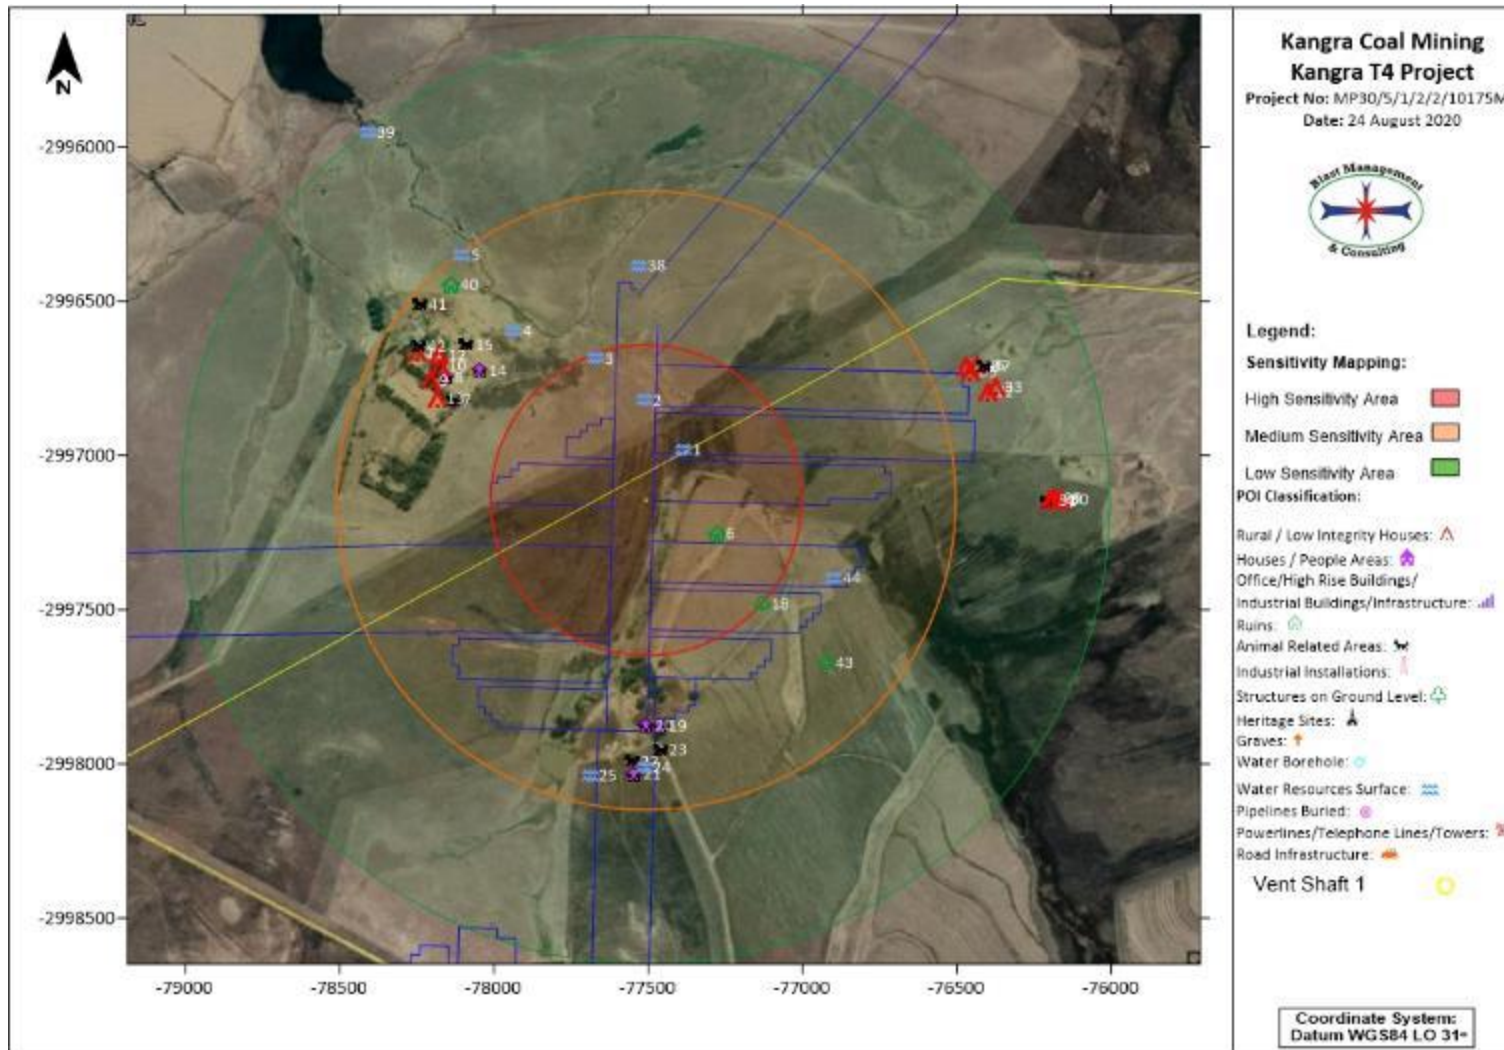 Kangra Coal Mining
Kangra T4 Project
Project No: MP30/5/1/2/2/10175M
Date: 24 August 2020
Blast Management
& Consulting
Legend:
Sensitivity Mapping:
High Sensitivity Area
Medium Sensitivity Area
Low Sensitivity Area
POI Classification:
Rural / Low Integrity Houses:
Houses / People Areas:
Office/High Rise Buildings/
Industrial Buildings/Infrastructure:
Ruins:
Animal Related Areas:
Industrial Installations:
Structures on Ground Level:
Heritage Sites:
Graves:
Water Borehole:
Water Resources Surface:
Pipelines Buried:
Powerlines/Telephone Lines/Towers:
Road Infrastructure:
Vent Shaft 1
Coordinate System:
Datum WGS84 LO 31°
N
-2996000
-2996500
-2997000
-2997500
-2998000
-2998500
-79000
-78500
-78000
-77500
-77000
-76500
-76000
39
5
38
40
41
4
15
3
12
10
14
2
1
6
44
18
43
19
23
24
25
21